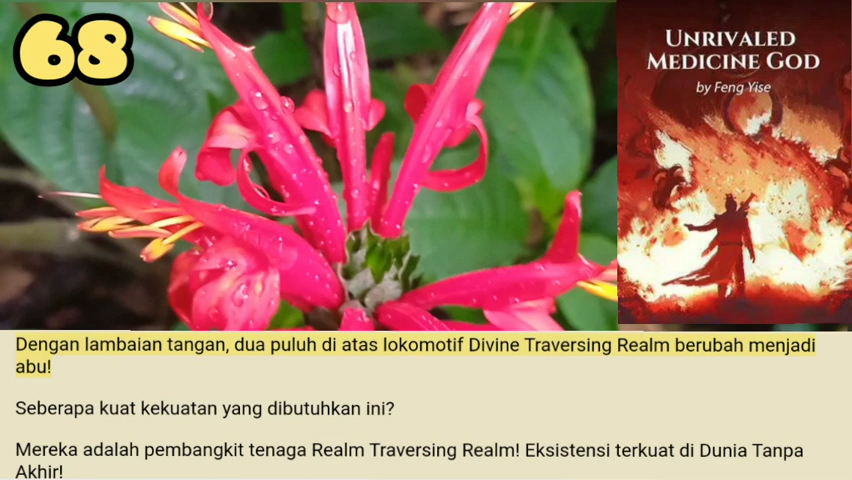 68
UNRIVALED
MEDICINE GOD
by Feng Yise
Dengan lambaian tangan, dua puluh di atas lokomotif Divine Traversing Realm berubah menjadi
abu!
Seberapa kuat kekuatan yang dibutuhkan ini?
Mereka adalah pembangkit tenaga Realm Traversing Realm! Eksistensi terkuat di Dunia Tanpa
Akhir!